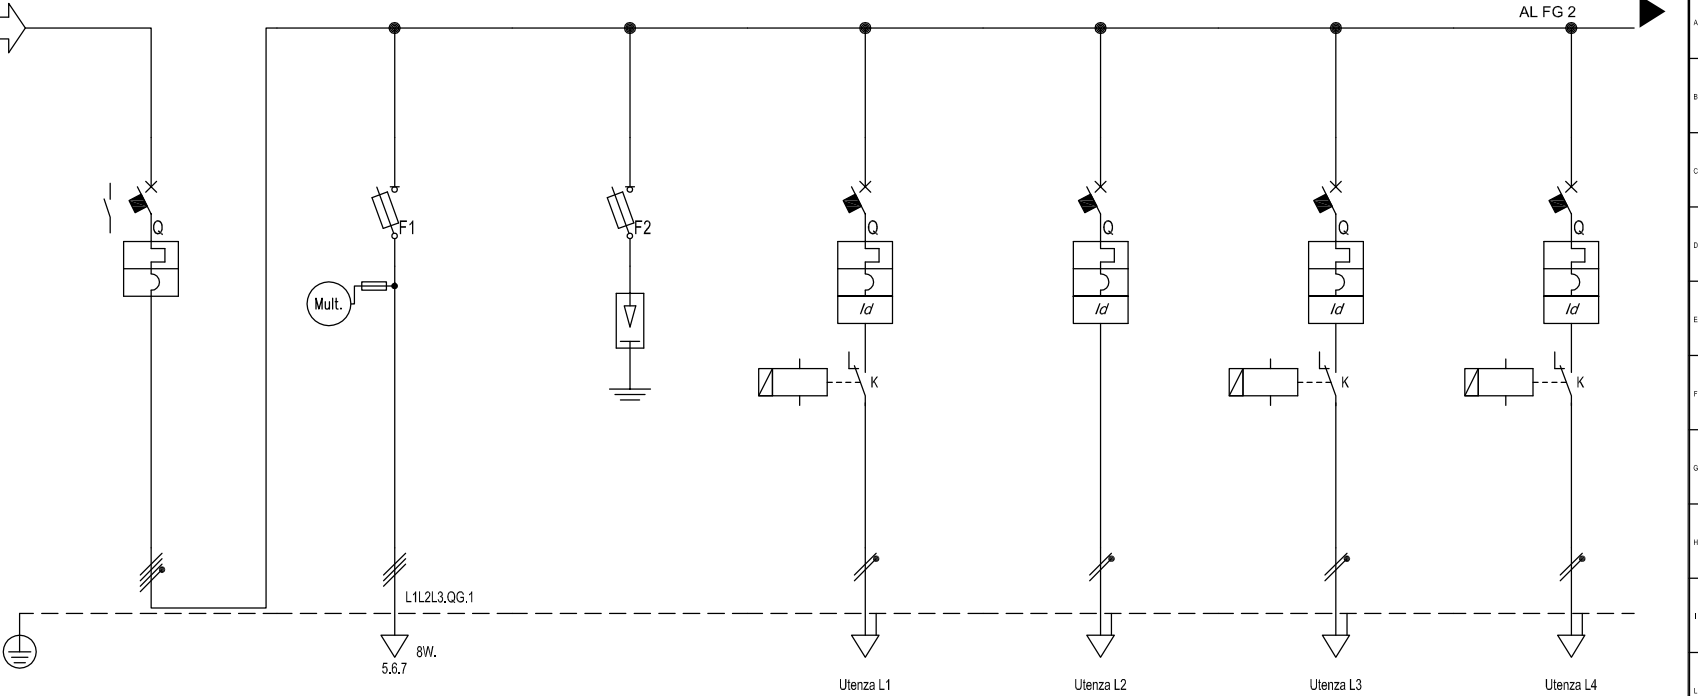 AL FG 2
A
B
C
Q F1 F2 Q Q Q Q
D
Mult. Id Id Id Id
E
K K K
F
G
H
L1L2L3.QG.1
I
8W.
5.6.7
Utenza L1 Utenza L2 Utenza L3 Utenza L4
L